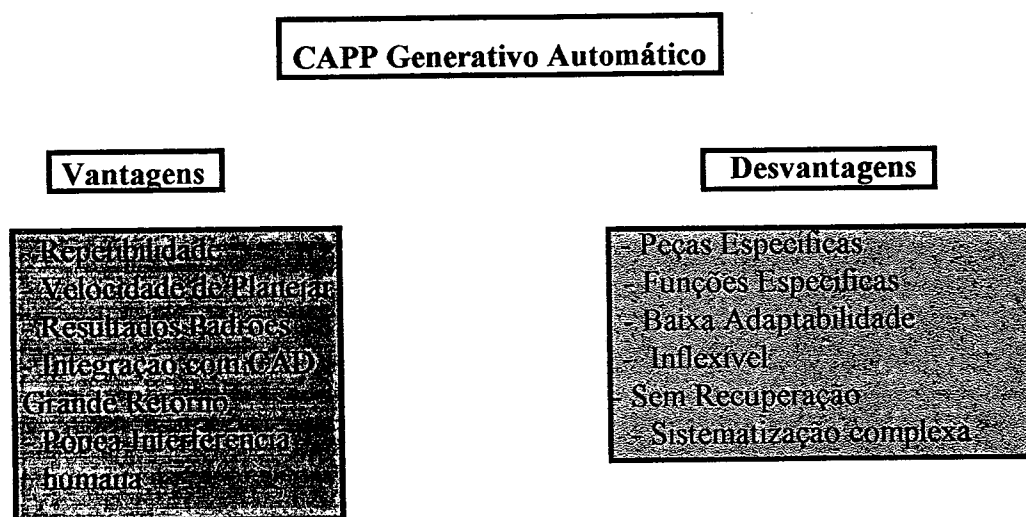 CAPP Generativo Automático
Vantagens
- Repetibilidade
- Velocidade de Planejar
- Resultados Padrões
- Integração com CAD
Grande Retorno
- Pouca Interferência
humana
Desvantagens
- Peças Específicas
- Funções Específicas
- Baixa Adaptabilidade
- Inflexível
- Sem Recuperação
- Sistematização complexa